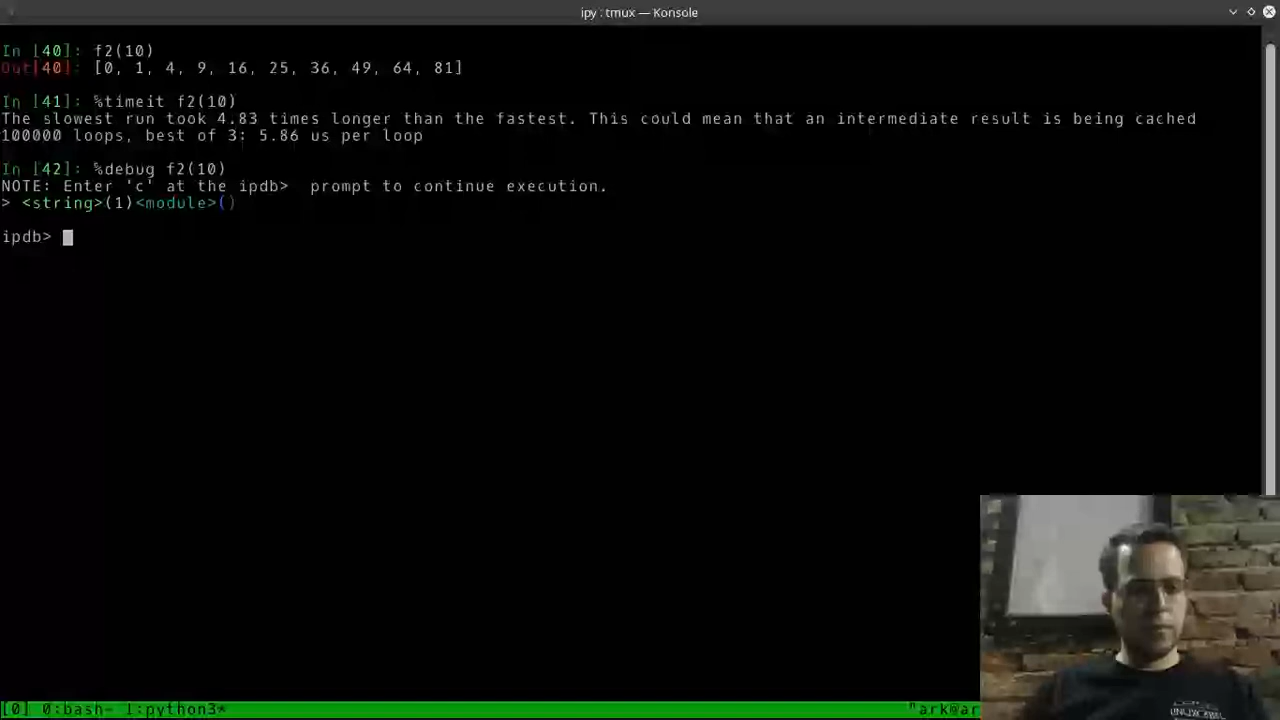 ipy : tmux — Konsole
In [40]: f2(10)
Out[40]: [0, 1, 4, 9, 16, 25, 36, 49, 64, 81]
In [41]: %timeit f2(10)
The slowest run took 4.83 times longer than the fastest. This could mean that an intermediate result is being cached
100000 loops, best of 3: 5.86 us per loop
In [42]: %debug f2(10)
NOTE: Enter 'c' at the ipdb>  prompt to continue execution.
> <string>(1)<module>()
ipdb>
[0] 0:bash- 1:python3*
"ark@ar